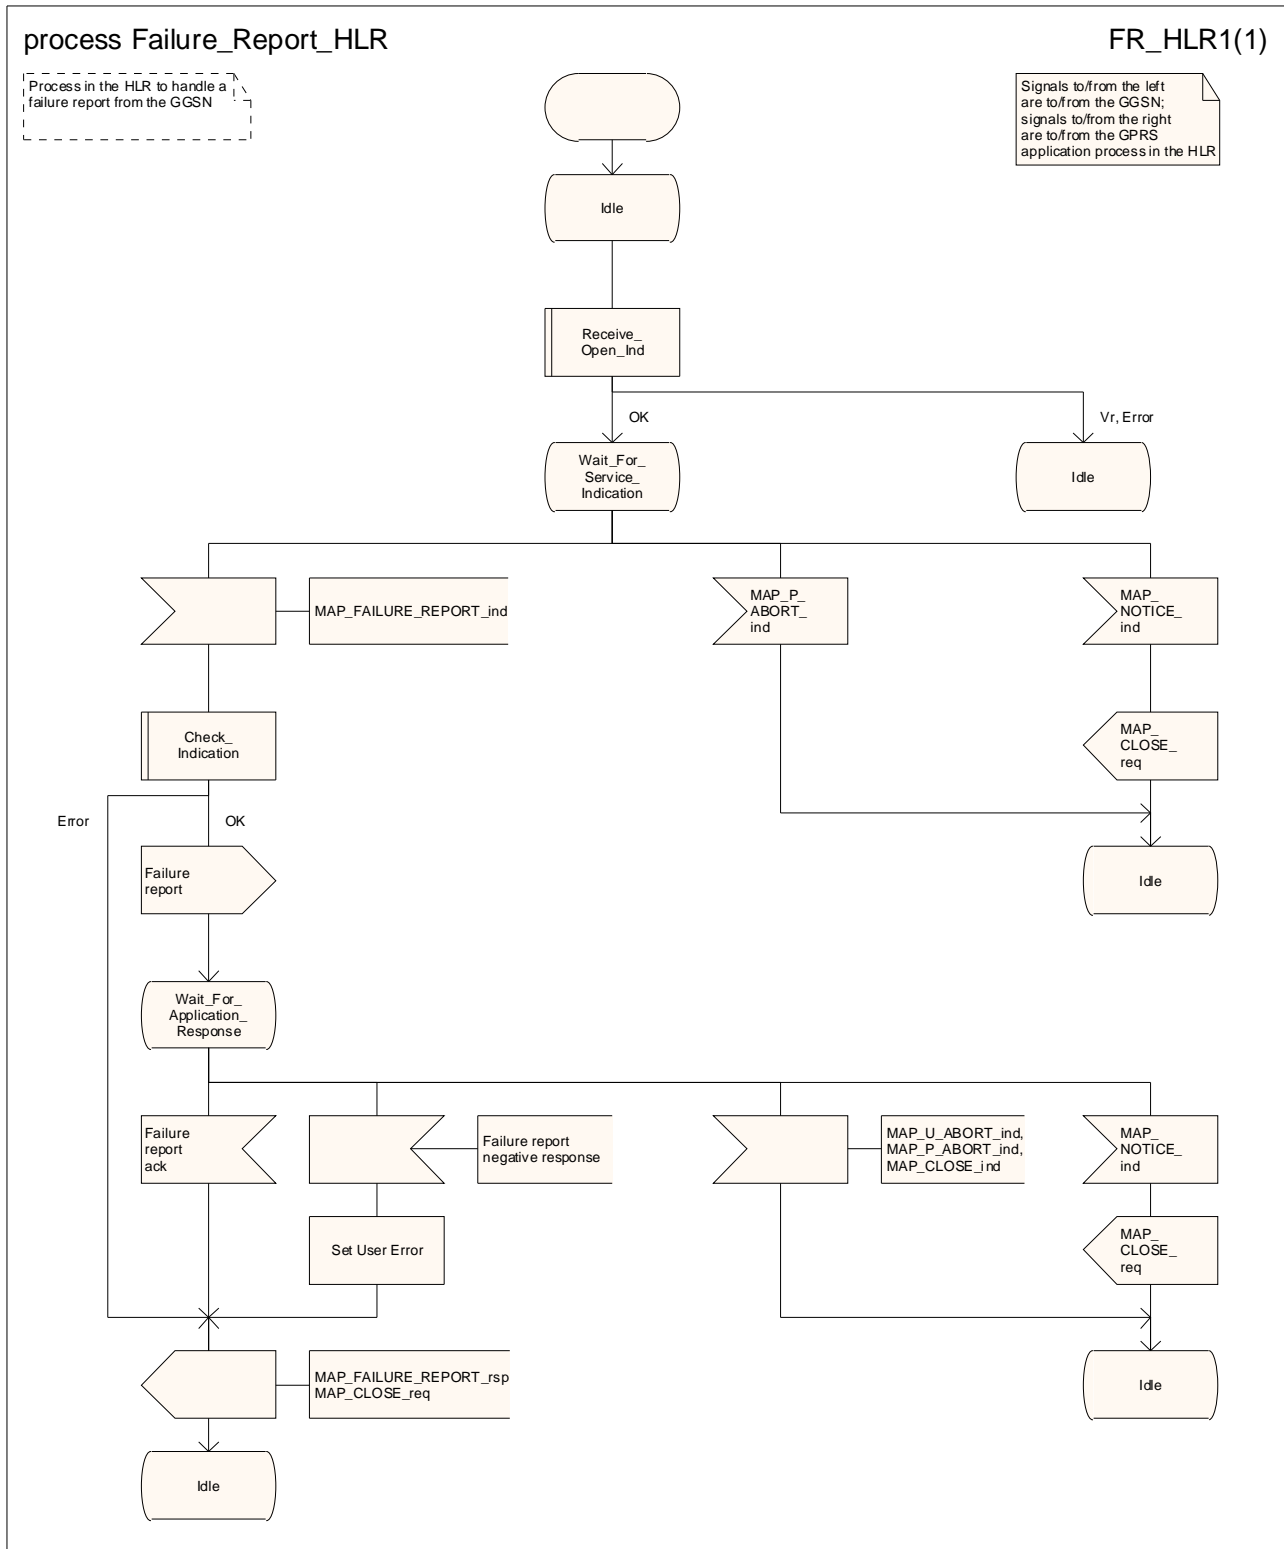 process Failure_Report_HLR
FR_HLR1(1)
Process in the HLR to handle a
failure report from the GGSN
Signals to/from the left
are to/from the GGSN;
signals to/from the right
are to/from the GPRS
application process in the HLR
Idle
Receive_
Open_Ind
OK
Vr, Error
Wait_For_
Service_
Indication
Idle
MAP_FAILURE_REPORT_ind
MAP_P_
ABORT_
ind
MAP_
NOTICE_
ind
Check_
Indication
MAP_
CLOSE_
req
Error
OK
Failure
report
Idle
Wait_For_
Application_
Response
Failure
report
ack
Failure report
negative response
MAP_U_ABORT_ind,
MAP_P_ABORT_ind,
MAP_CLOSE_ind
MAP_
NOTICE_
ind
Set User Error
MAP_
CLOSE_
req
MAP_FAILURE_REPORT_rsp
MAP_CLOSE_req
Idle
Idle